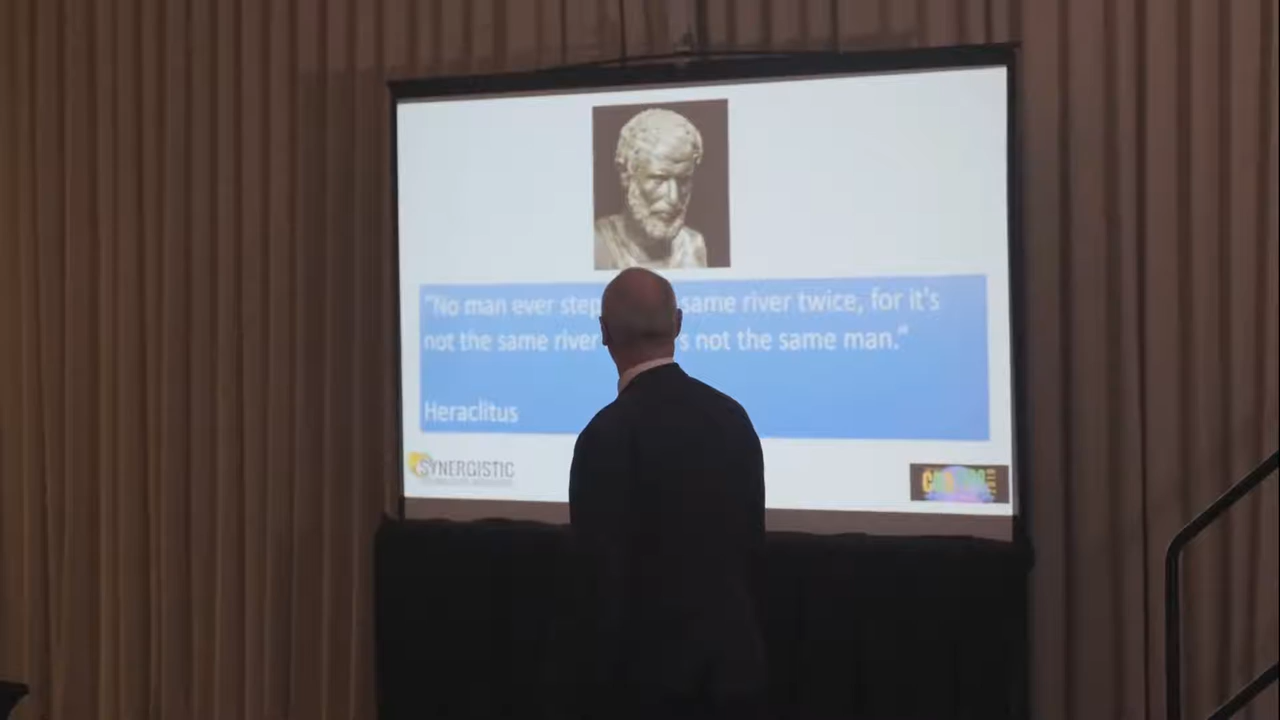 "No man ever step same river twice, for it's
not the same river s not the same man."
Heraclitus
SYNERGISTIC